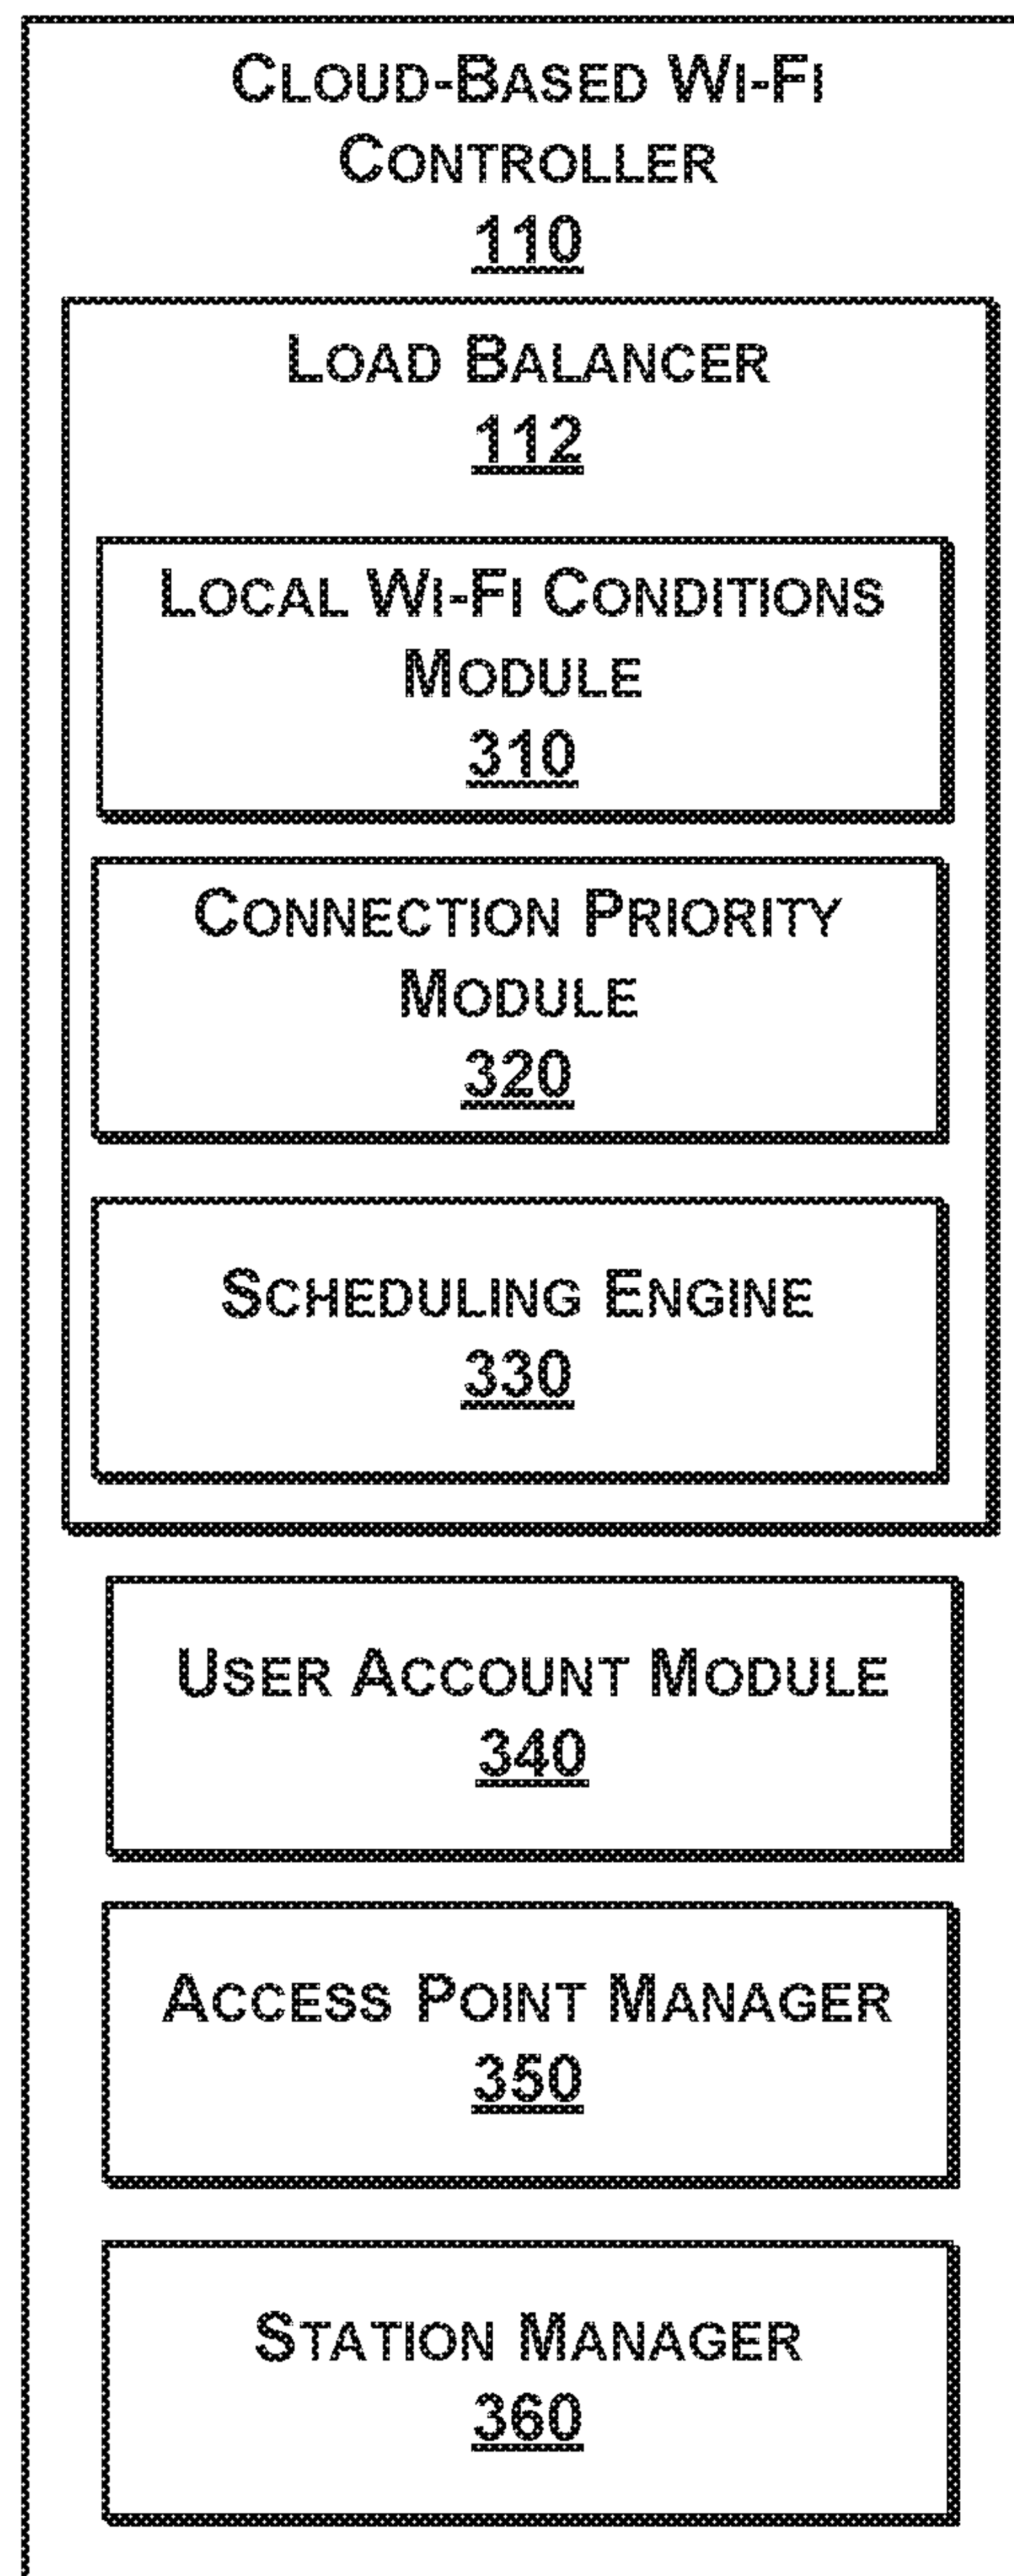 CLOUD-BASED WI-FI
CONTROLLER
110
LOAD BALANCER
112
LOCAL WI-FI CONDITIONS
MODULE
310
CONNECTION PRIORITY
MODULE
320
SCHEDULING ENGINE
330
USER ACCOUNT MODULE
340
ACCESS POINT MANAGER
350
STATION MANAGER
360